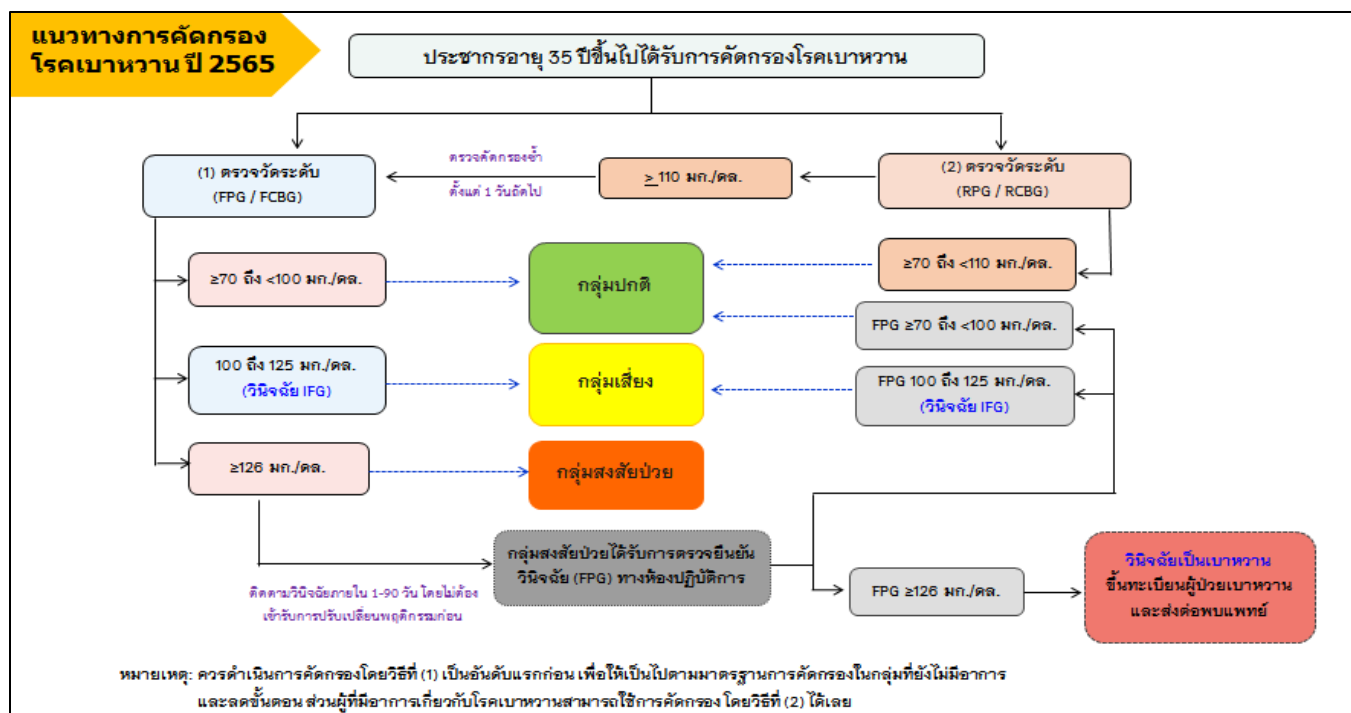 แนวทางการคัดกรอง
โรคเบาหวาน ปี 2565
ประชากรอายุ 35 ปีขึ้นไปได้รับการคัดกรองโรคเบาหวาน
(1) ตรวจวัดระดับ
(FPG / FCBG)
ตรวจคัดกรองซ้ำ
ตั้งแต่ 1 วันถัดไป
≥ 110 มก./ดล.
(2) ตรวจวัดระดับ
(RPG / RCBG)
≥70 ถึง <100 มก./ดล.
กลุ่มปกติ
≥70 ถึง <110 มก./ดล.
FPG ≥70 ถึง <100 มก./ดล.
100 ถึง 125 มก./ดล.
(วินิจฉัย IFG)
กลุ่มเสี่ยง
FPG 100 ถึง 125 มก./ดล.
(วินิจฉัย IFG)
≥126 มก./ดล.
กลุ่มสงสัยป่วย
กลุ่มสงสัยป่วยได้รับการตรวจยืนยัน
วินิจฉัย (FPG) ทางห้องปฏิบัติการ
ติดตามวินิจฉัยภายใน 1-90 วัน โดยไม่ต้อง
เข้ารับการปรับเปลี่ยนพฤติกรรมก่อน
FPG ≥126 มก./ดล.
วินิจฉัยเป็นเบาหวาน
ขึ้นทะเบียนผู้ป่วยเบาหวาน
และส่งต่อพบแพทย์
หมายเหตุ: ควรดำเนินการคัดกรองโดยวิธีที่ (1) เป็นอันดับแรกก่อน เพื่อให้เป็นไปตามมาตรฐานการคัดกรองในกลุ่มที่ยังไม่มีอาการ
และลดขั้นตอน ส่วนผู้ที่มีอาการเกี่ยวกับโรคเบาหวานสามารถใช้การคัดกรอง โดยวิธีที่ (2) ได้เลย